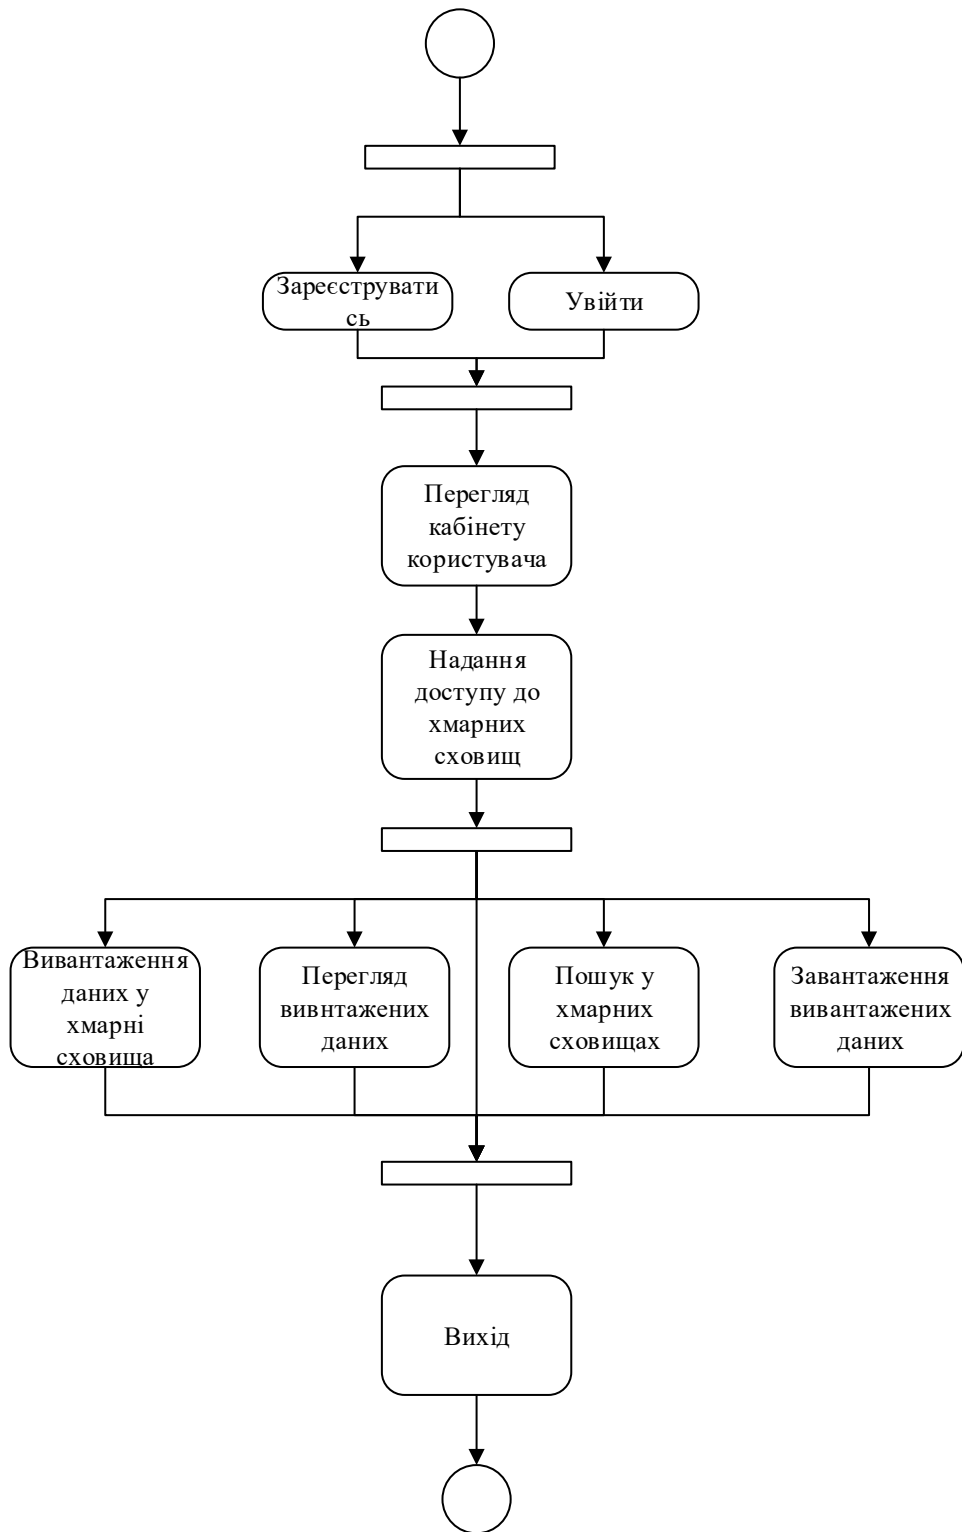 Зареєструвати
сь
Увійти
Перегляд
кабінету
користувача
Надання
доступу до
хмарних
сховищ
Вивантаження
даних у
хмарні
сховища
Перегляд
вивнтажених
даних
Пошук у
хмарних
сховищах
Завантаження
вивантажених
даних
Вихід